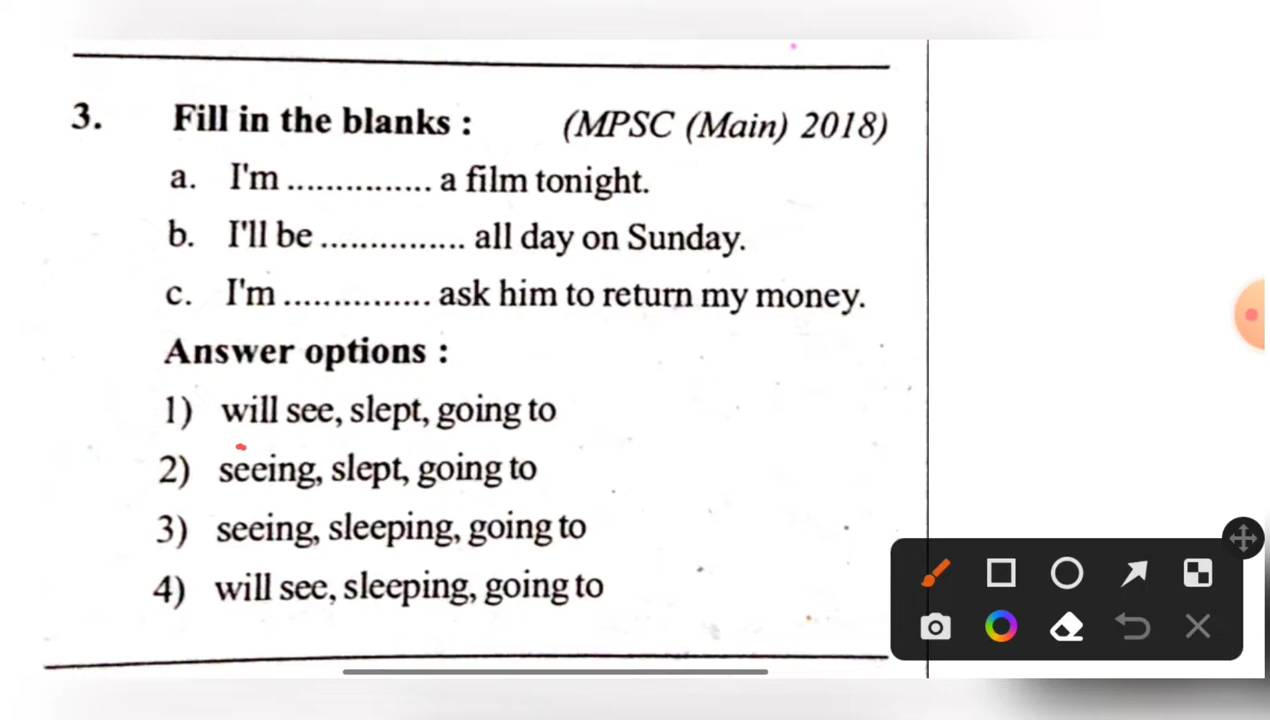 3. Fill in the blanks : (MPSC (Main) 2018)
a. I'm ............... a film tonight.
b. I'll be ............... all day on Sunday.
c. I'm ............... ask him to return my money.
Answer options :
1) will see, slept, going to
2) seeing, slept, going to
3) seeing, sleeping, going to
4) will see, sleeping, going to